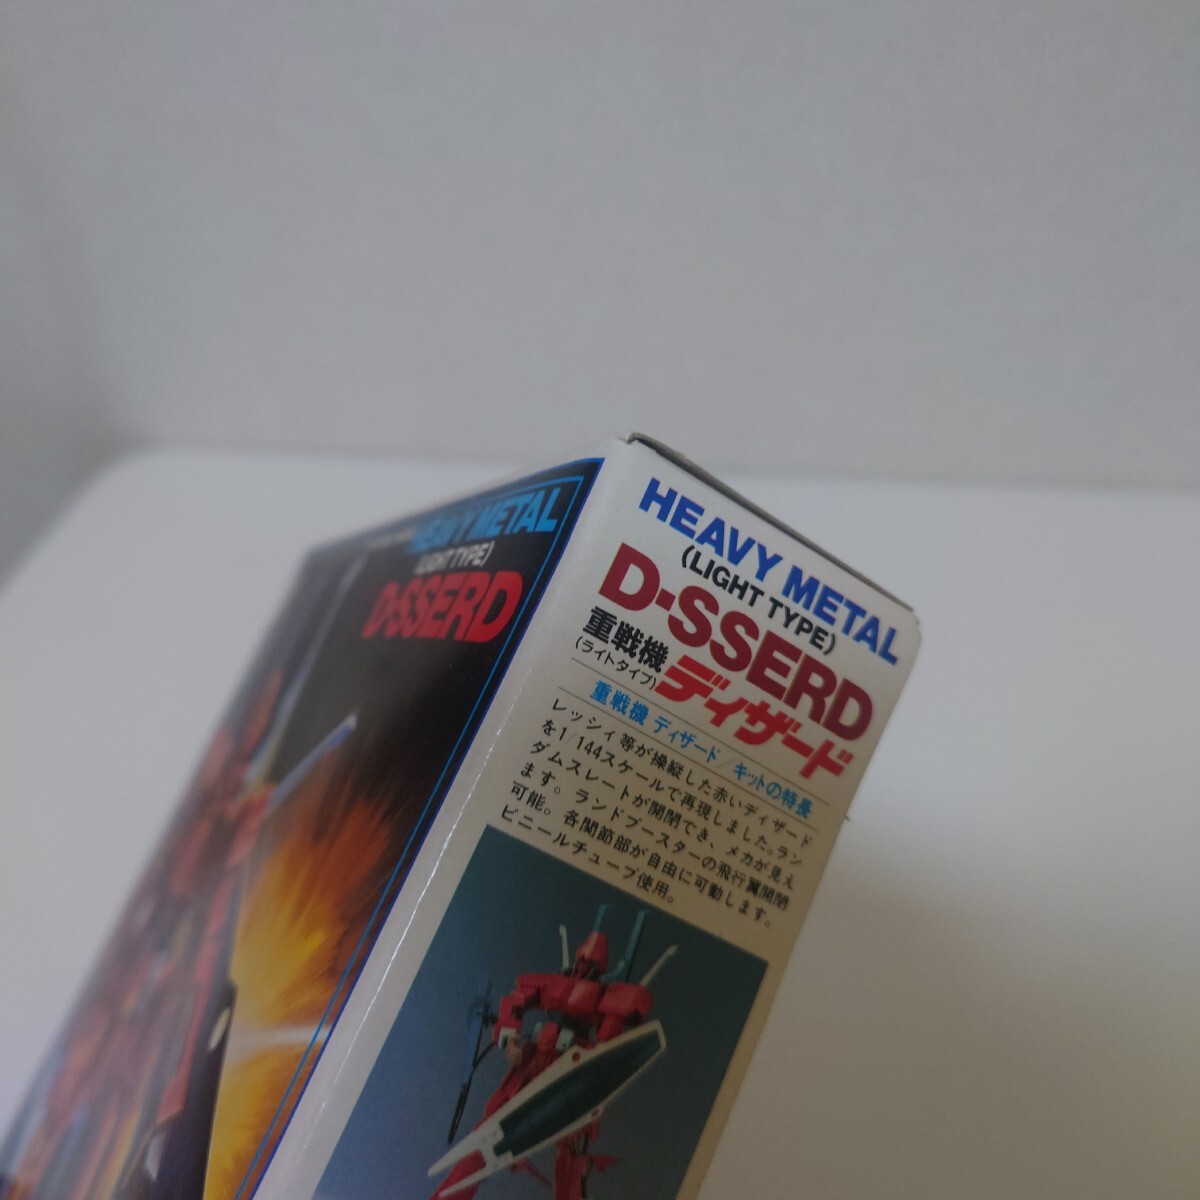 HEAVY METAL
(LIGHT TYPE)
D-SSERD
HEAVY METAL
(LIGHT TYPE)
D-SSERD
重戦機
(ライトタイプ)
ディザード
重戦機 ディザード/キットの特長
レッシィ等が操縦した赤いディザード
を1/144スケールで再現しました。ラン
ダムスレートが開閉でき、メカが見え
ます。ランドブースターの飛行翼開閉
可能。各関節部が自由に可動します。
ビニールチューブ使用。